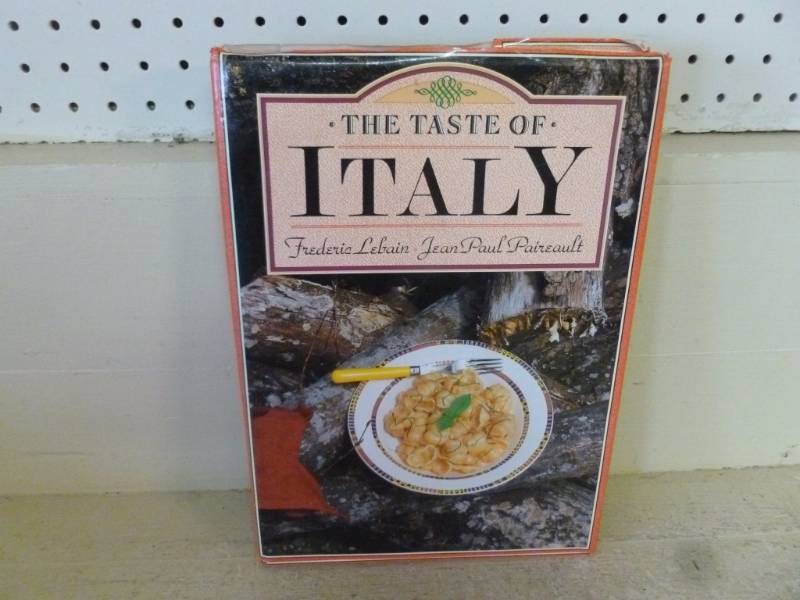 · THE TASTE OF ·
ITALY
Frederic Lebain · Jean Paul Paireault